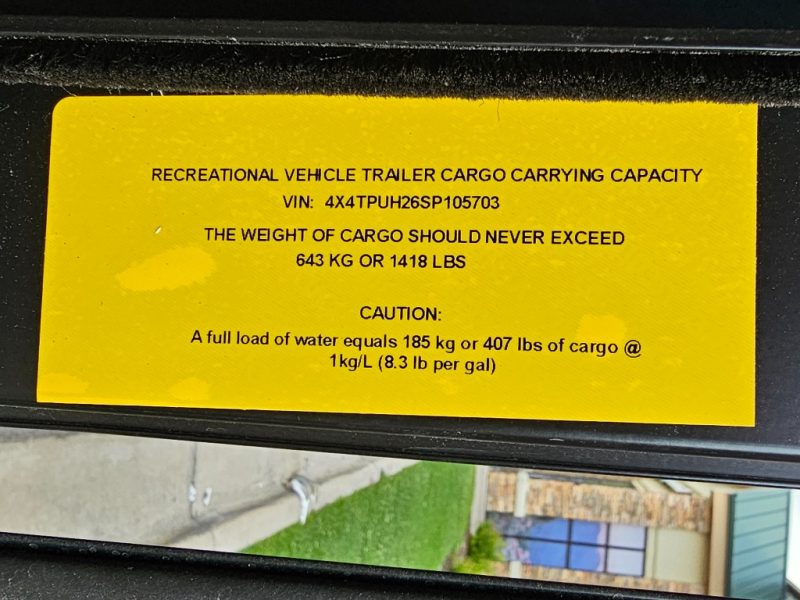 RECREATIONAL VEHICLE TRAILER CARGO CARRYING CAPACITY
VIN: 4X4TPUH26SP105703
THE WEIGHT OF CARGO SHOULD NEVER EXCEED
643 KG OR 1418 LBS
CAUTION:
A full load of water equals 185 kg or 407 lbs of cargo @
1kg/L (8.3 lb per gal)